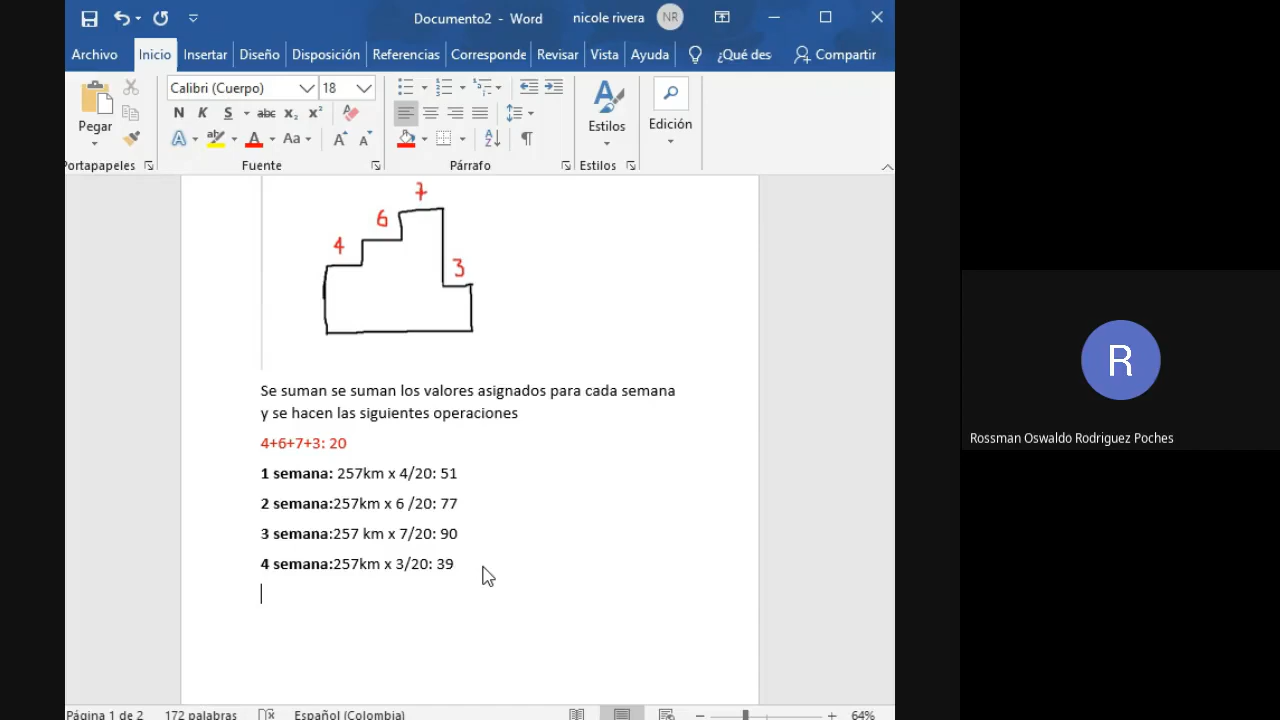 Documento2 - Word
nicole rivera
NR
Archivo Inicio Insertar Diseño Disposición Referencias Corresponde Revisar Vista Ayuda ¿Qué des Compartir
Calibri (Cuerpo) 18
Pegar
N K S abc x₂ x²
A ab A Aa A A
A
Z
Estilos
Edición
Portapapeles Fuente Párrafo Estilos
7
6
4
3
Se suman se suman los valores asignados para cada semana
y se hacen las siguientes operaciones
4+6+7+3: 20
1 semana: 257km x 4/20: 51
2 semana:257km x 6 /20: 77
3 semana:257 km x 7/20: 90
4 semana:257km x 3/20: 39
Página 1 de 2 172 palabras Español (Colombia) 64%
R
Rossman Oswaldo Rodriguez Poches